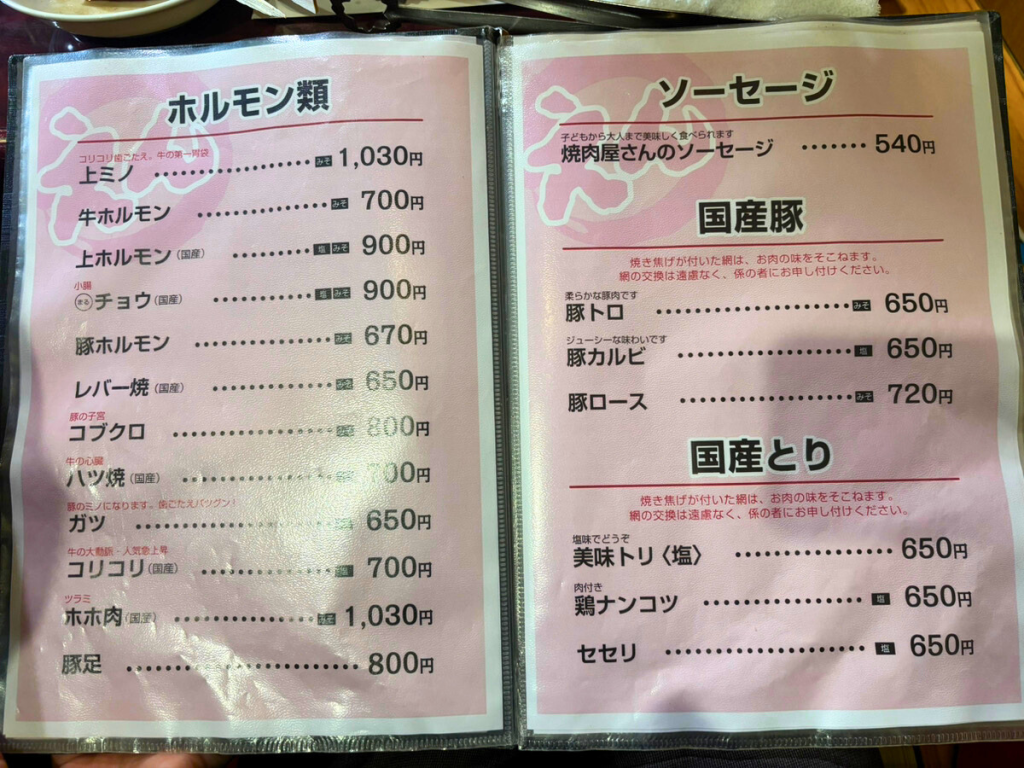 ホルモン類
コリコリ歯ごたえ。牛の第一胃袋
上ミノ みそ 1,030円
牛ホルモン みそ 700円
上ホルモン(国産) 塩 みそ 900円
小腸
まる チョウ(国産) 塩 みそ 900円
豚ホルモン みそ 670円
レバー焼(国産) みそ 650円
豚の子宮
コブクロ みそ 800円
牛の心臓
ハツ焼(国産) 700円
豚のミノになります。歯ごたえバツグン!
ガツ 650円
牛の大動脈・人気急上昇
コリコリ(国産) 700円
ツラミ
ホホ肉(国産) みそ 1,030円
豚足 800円
ソーセージ
子どもから大人まで美味しく食べられます
焼肉屋さんのソーセージ 540円
国産豚
焼き焦げが付いた網は、お肉の味をそこねます。
網の交換は遠慮なく、係の者にお申し付けください。
柔らかな豚肉です
豚トロ みそ 650円
ジューシーな味わいです
豚カルビ 塩 650円
豚ロース みそ 720円
国産とり
焼き焦げが付いた網は、お肉の味をそこねます。
網の交換は遠慮なく、係の者にお申し付けください。
塩味でどうぞ
美味トリ〈塩〉 650円
肉付き
鶏ナンコツ 塩 650円
セセリ 塩 650円